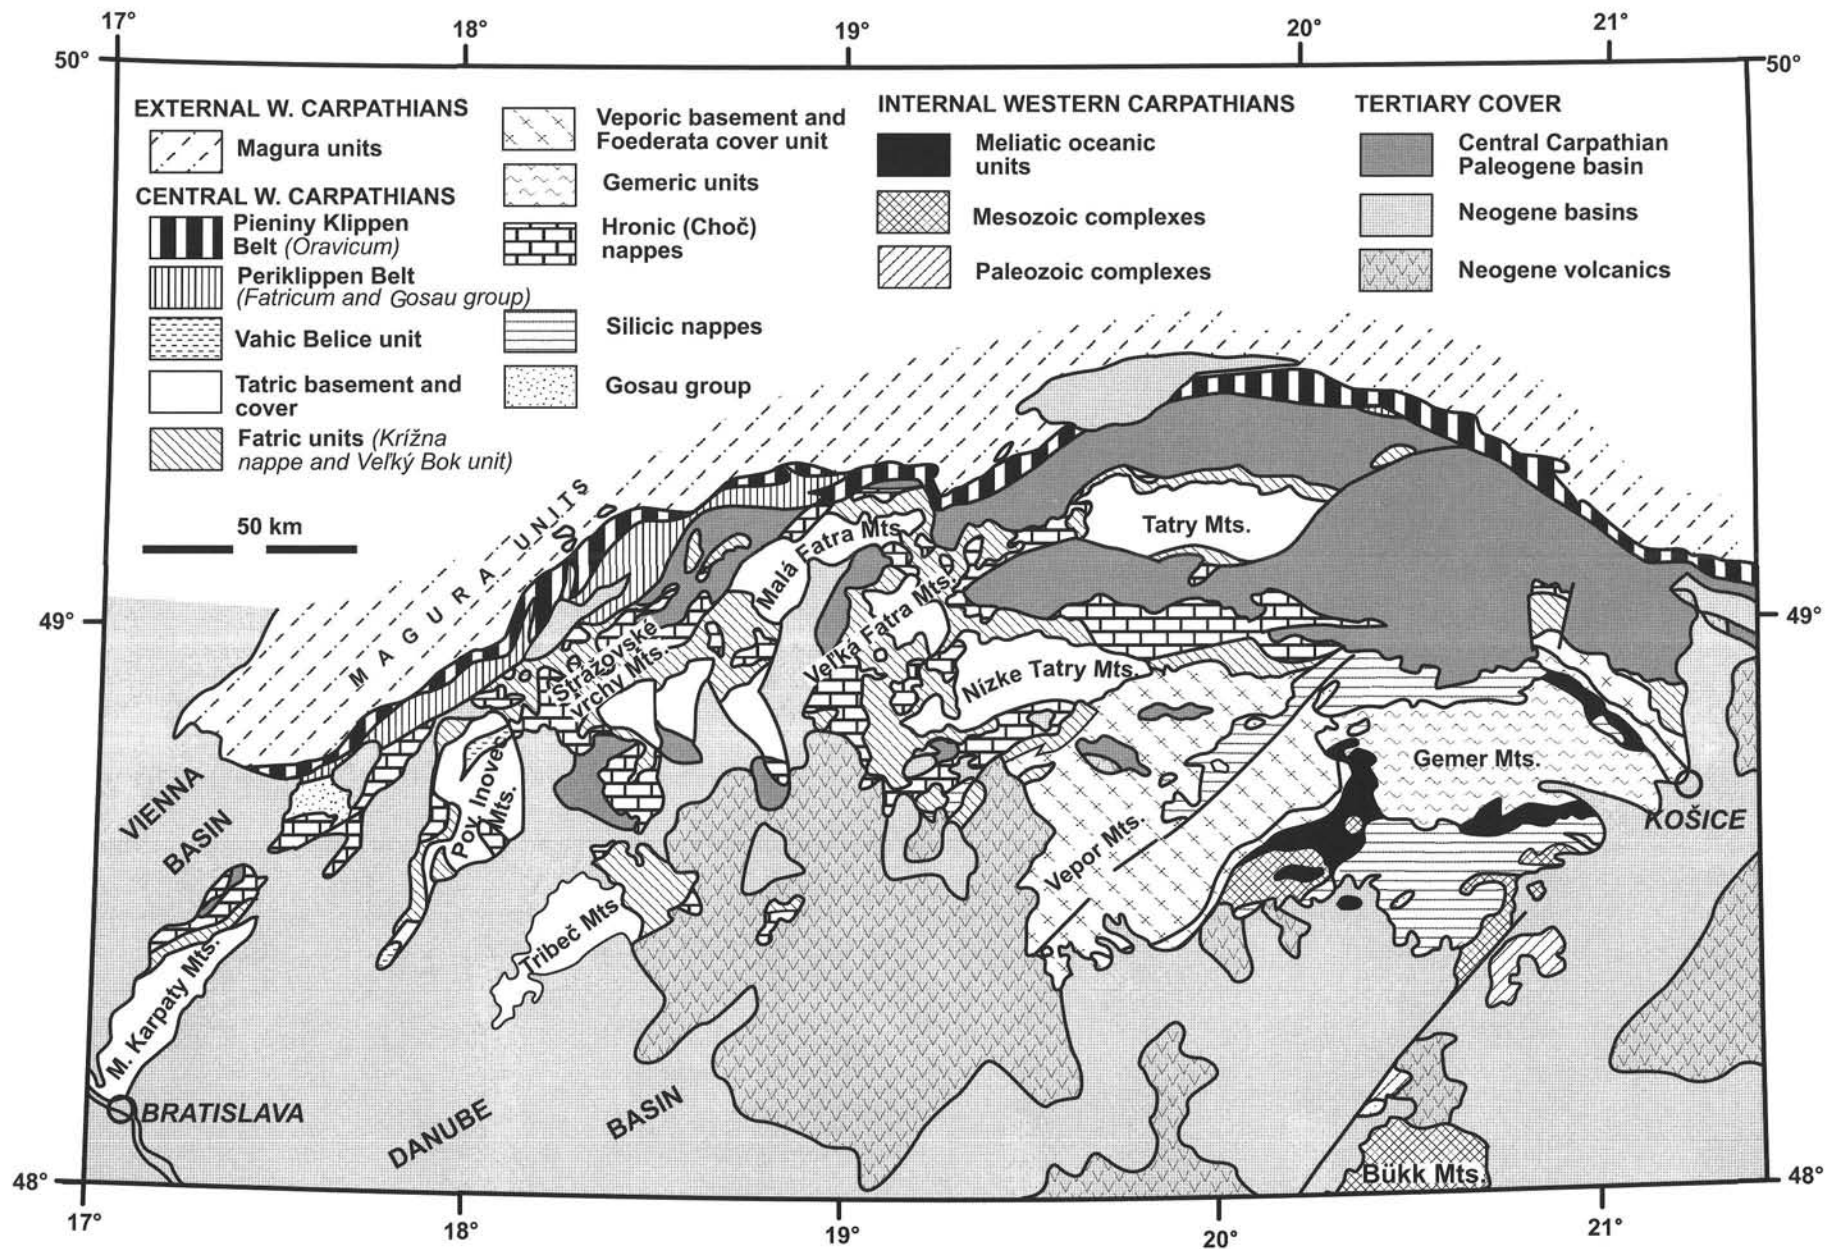 17°
18°
19°
20°
21°
50°
50°
EXTERNAL W. CARPATHIANS
Magura units
CENTRAL W. CARPATHIANS
Pieniny Klippen
Belt (Oravicum)
Periklippen Belt
(Fatricum and Gosau group)
Vahic Belice unit
Tatric basement and
cover
Fatric units (Krížna
nappe and Veľký Bok unit)
50 km
Veporic basement and
Foederata cover unit
Gemeric units
Hronic (Choč)
nappes
Silicic nappes
Gosau group
INTERNAL WESTERN CARPATHIANS
Meliatic oceanic
units
Mesozoic complexes
Paleozoic complexes
TERTIARY COVER
Central Carpathian
Paleogene basin
Neogene basins
Neogene volcanics
MAGURA UNITS
Tatry Mts.
Malá Fatra Mts.
Veľká Fatra Mts.
Strážovské
vrchy Mts.
Nízke Tatry Mts.
49°
49°
Pov. Inovec
Mts.
Gemer Mts.
VIENNA
BASIN
KOŠICE
Vepor Mts.
Tribeč Mts.
M. Karpaty Mts.
BRATISLAVA
DANUBE BASIN
Bükk Mts.
48°
48°
17°
18°
19°
20°
21°